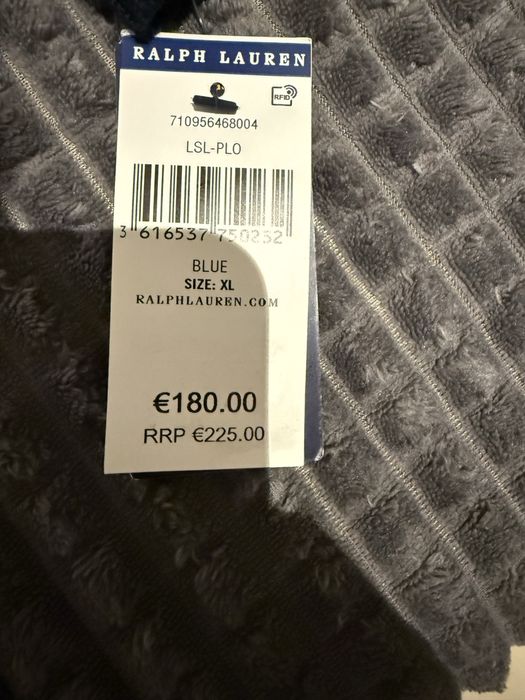 RALPH LAUREN
RFID
710956468004
LSL-PLO
3 616537 750252
BLUE
SIZE: XL
RALPHLAUREN.COM
€180.00
RRP €225.00